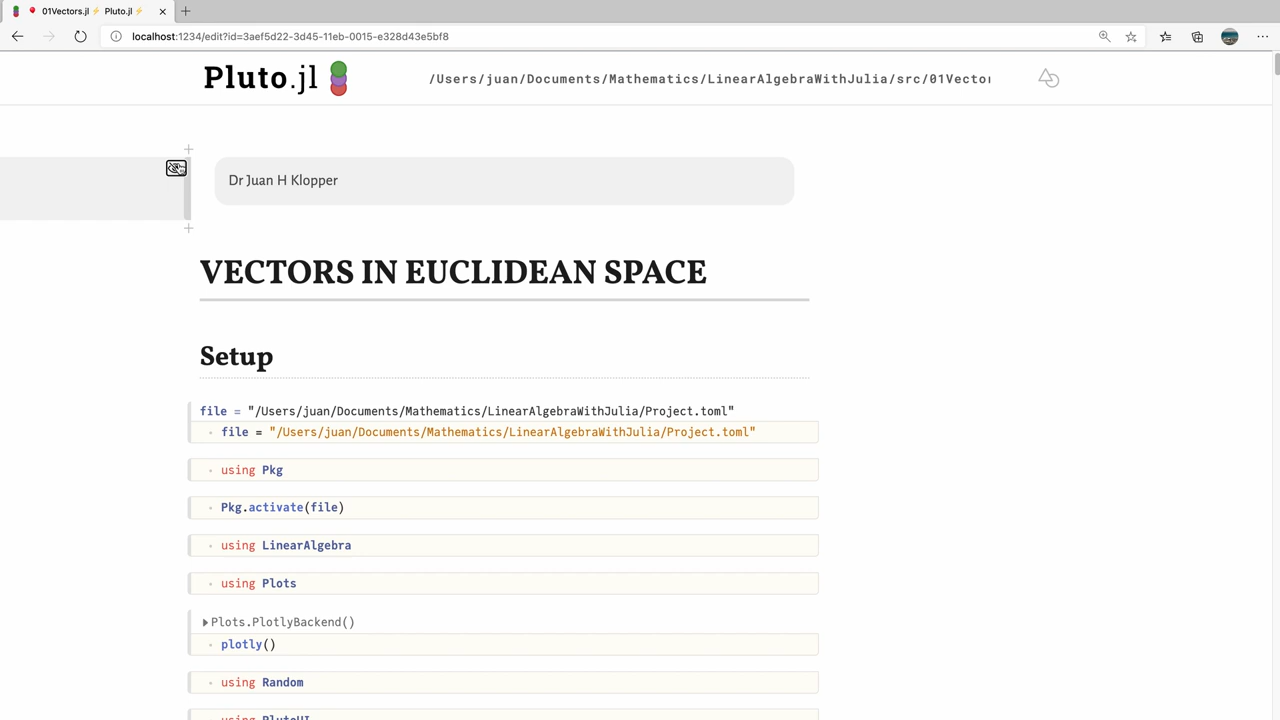 01Vectors.jl ⚡ Pluto.jl ⚡
localhost:1234/edit?id=3aef5d22-3d45-11eb-0015-e328d43e5bf8
Pluto.jl
/Users/juan/Documents/Mathematics/LinearAlgebraWithJulia/src/01Vector
Dr Juan H Klopper
VECTORS IN EUCLIDEAN SPACE
Setup
file = "/Users/juan/Documents/Mathematics/LinearAlgebraWithJulia/Project.toml"
file = "/Users/juan/Documents/Mathematics/LinearAlgebraWithJulia/Project.toml"
using Pkg
Pkg.activate(file)
using LinearAlgebra
using Plots
Plots.PlotlyBackend()
plotly()
using Random
using PlutoUI